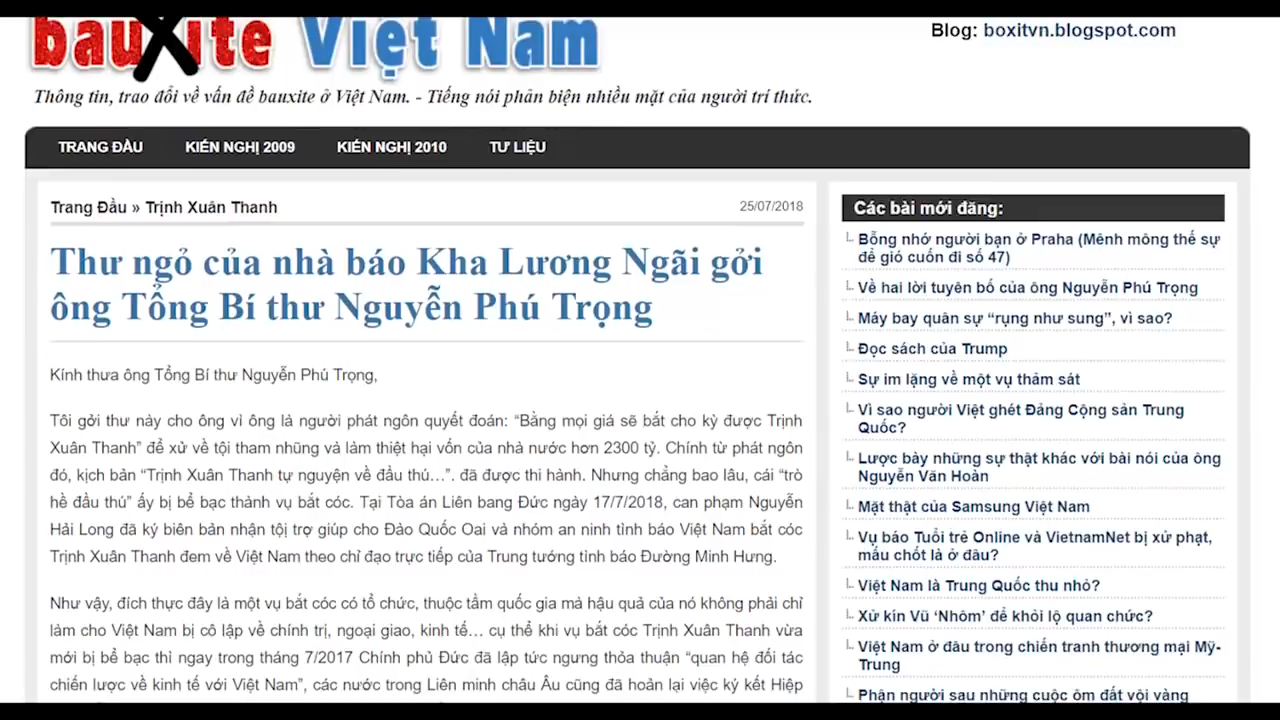 bauxite Việt Nam
Blog: boxitvn.blogspot.com
Thông tin, trao đổi về vấn đề bauxite ở Việt Nam. - Tiếng nói phản biện nhiều mặt của người trí thức.
TRANG ĐẦU KIẾN NGHỊ 2009 KIẾN NGHỊ 2010 TƯ LIỆU
Trang Đầu » Trịnh Xuân Thanh
25/07/2018
Thư ngỏ của nhà báo Kha Lương Ngãi gởi
ông Tổng Bí thư Nguyễn Phú Trọng
Kính thưa ông Tổng Bí thư Nguyễn Phú Trọng,
Tôi gởi thư này cho ông vì ông là người phát ngôn quyết đoán: “Bằng mọi giá sẽ bắt cho kỳ được Trịnh
Xuân Thanh” để xử về tội tham nhũng và làm thiệt hại vốn của nhà nước hơn 2300 tỷ. Chính từ phát ngôn
đó, kịch bản “Trịnh Xuân Thanh tự nguyện về đầu thú…”. đã được thi hành. Nhưng chẳng bao lâu, cái “trò
hề đầu thú” ấy bị bể bạc thành vụ bắt cóc. Tại Tòa án Liên bang Đức ngày 17/7/2018, can phạm Nguyễn
Hải Long đã ký biên bản nhận tội trợ giúp cho Đào Quốc Oai và nhóm an ninh tình báo Việt Nam bắt cóc
Trịnh Xuân Thanh đem về Việt Nam theo chỉ đạo trực tiếp của Trung tướng tình báo Đường Minh Hưng.
Như vậy, đích thực đây là một vụ bắt cóc có tổ chức, thuộc tầm quốc gia mà hậu quả của nó không phải chỉ
làm cho Việt Nam bị cô lập về chính trị, ngoại giao, kinh tế… cụ thể khi vụ bắt cóc Trịnh Xuân Thanh vừa
mới bị bể bạc thì ngay trong tháng 7/2017 Chính phủ Đức đã lập tức ngưng thỏa thuận “quan hệ đối tác
chiến lược về kinh tế với Việt Nam”, các nước trong Liên minh châu Âu cũng đã hoãn lại việc ký kết Hiệp
Các bài mới đăng:
Bỗng nhớ người bạn ở Praha (Mênh mông thế sự
để gió cuốn đi số 47)
Về hai lời tuyên bố của ông Nguyễn Phú Trọng
Máy bay quân sự “rụng như sung”, vì sao?
Đọc sách của Trump
Sự im lặng về một vụ thảm sát
Vì sao người Việt ghét Đảng Cộng sản Trung
Quốc?
Lược bày những sự thật khác với bài nói của ông
Nguyễn Văn Hoàn
Mặt thật của Samsung Việt Nam
Vụ báo Tuổi trẻ Online và VietnamNet bị xử phạt,
mấu chốt là ở đâu?
Việt Nam là Trung Quốc thu nhỏ?
Xử kín Vũ ‘Nhôm’ để khỏi lộ quan chức?
Việt Nam ở đâu trong chiến tranh thương mại Mỹ-
Trung
Phận người sau những cuộc ôm đất vội vàng